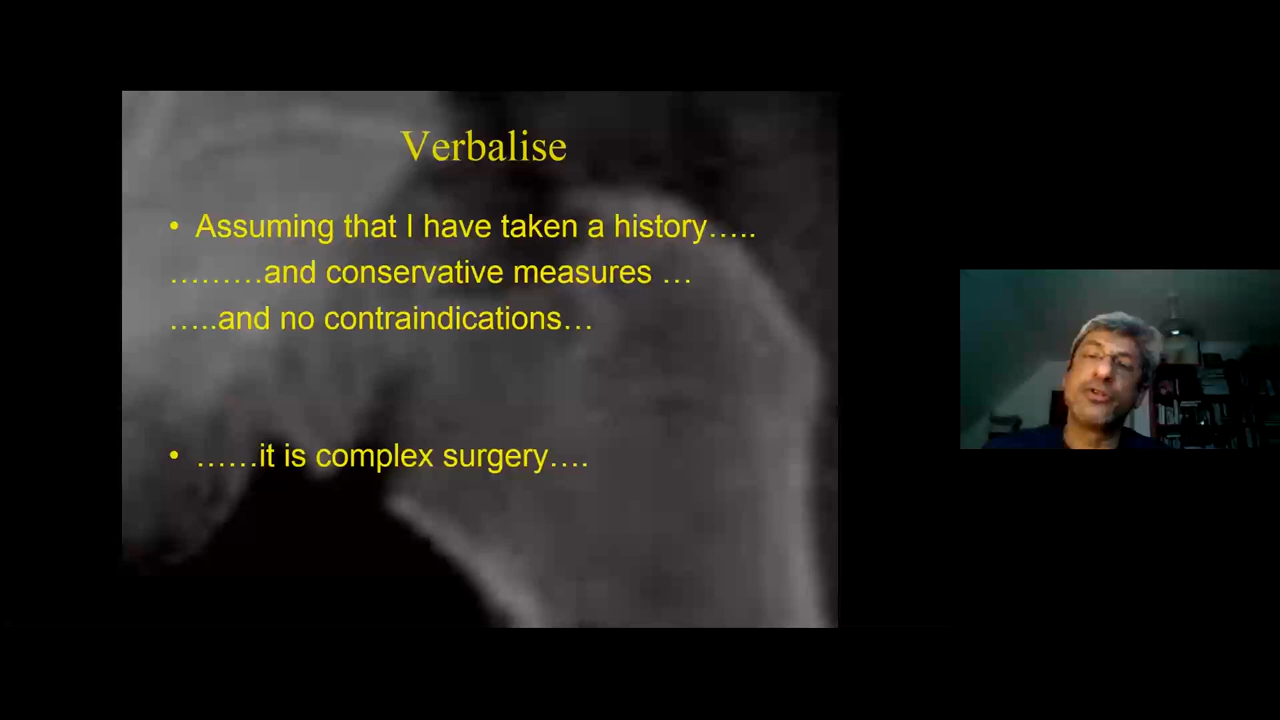 Verbalise
• Assuming that I have taken a history…..
………and conservative measures …
…..and no contraindications…
• ……it is complex surgery….